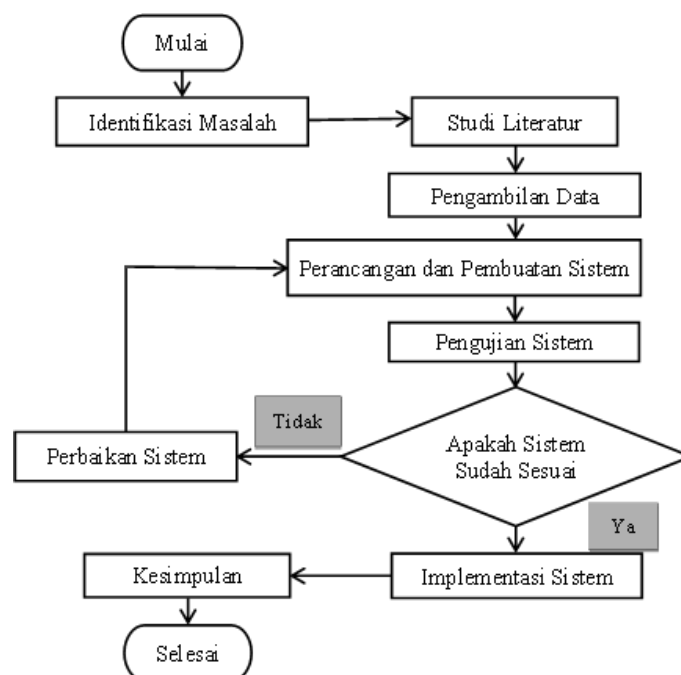 Mulai
Identifikasi Masalah
Studi Literatur
Pengambilan Data
Perancangan dan Pembuatan Sistem
Pengujian Sistem
Apakah Sistem
Sudah Sesuai
Tidak
Perbaikan Sistem
Ya
Implementasi Sistem
Kesimpulan
Selesai